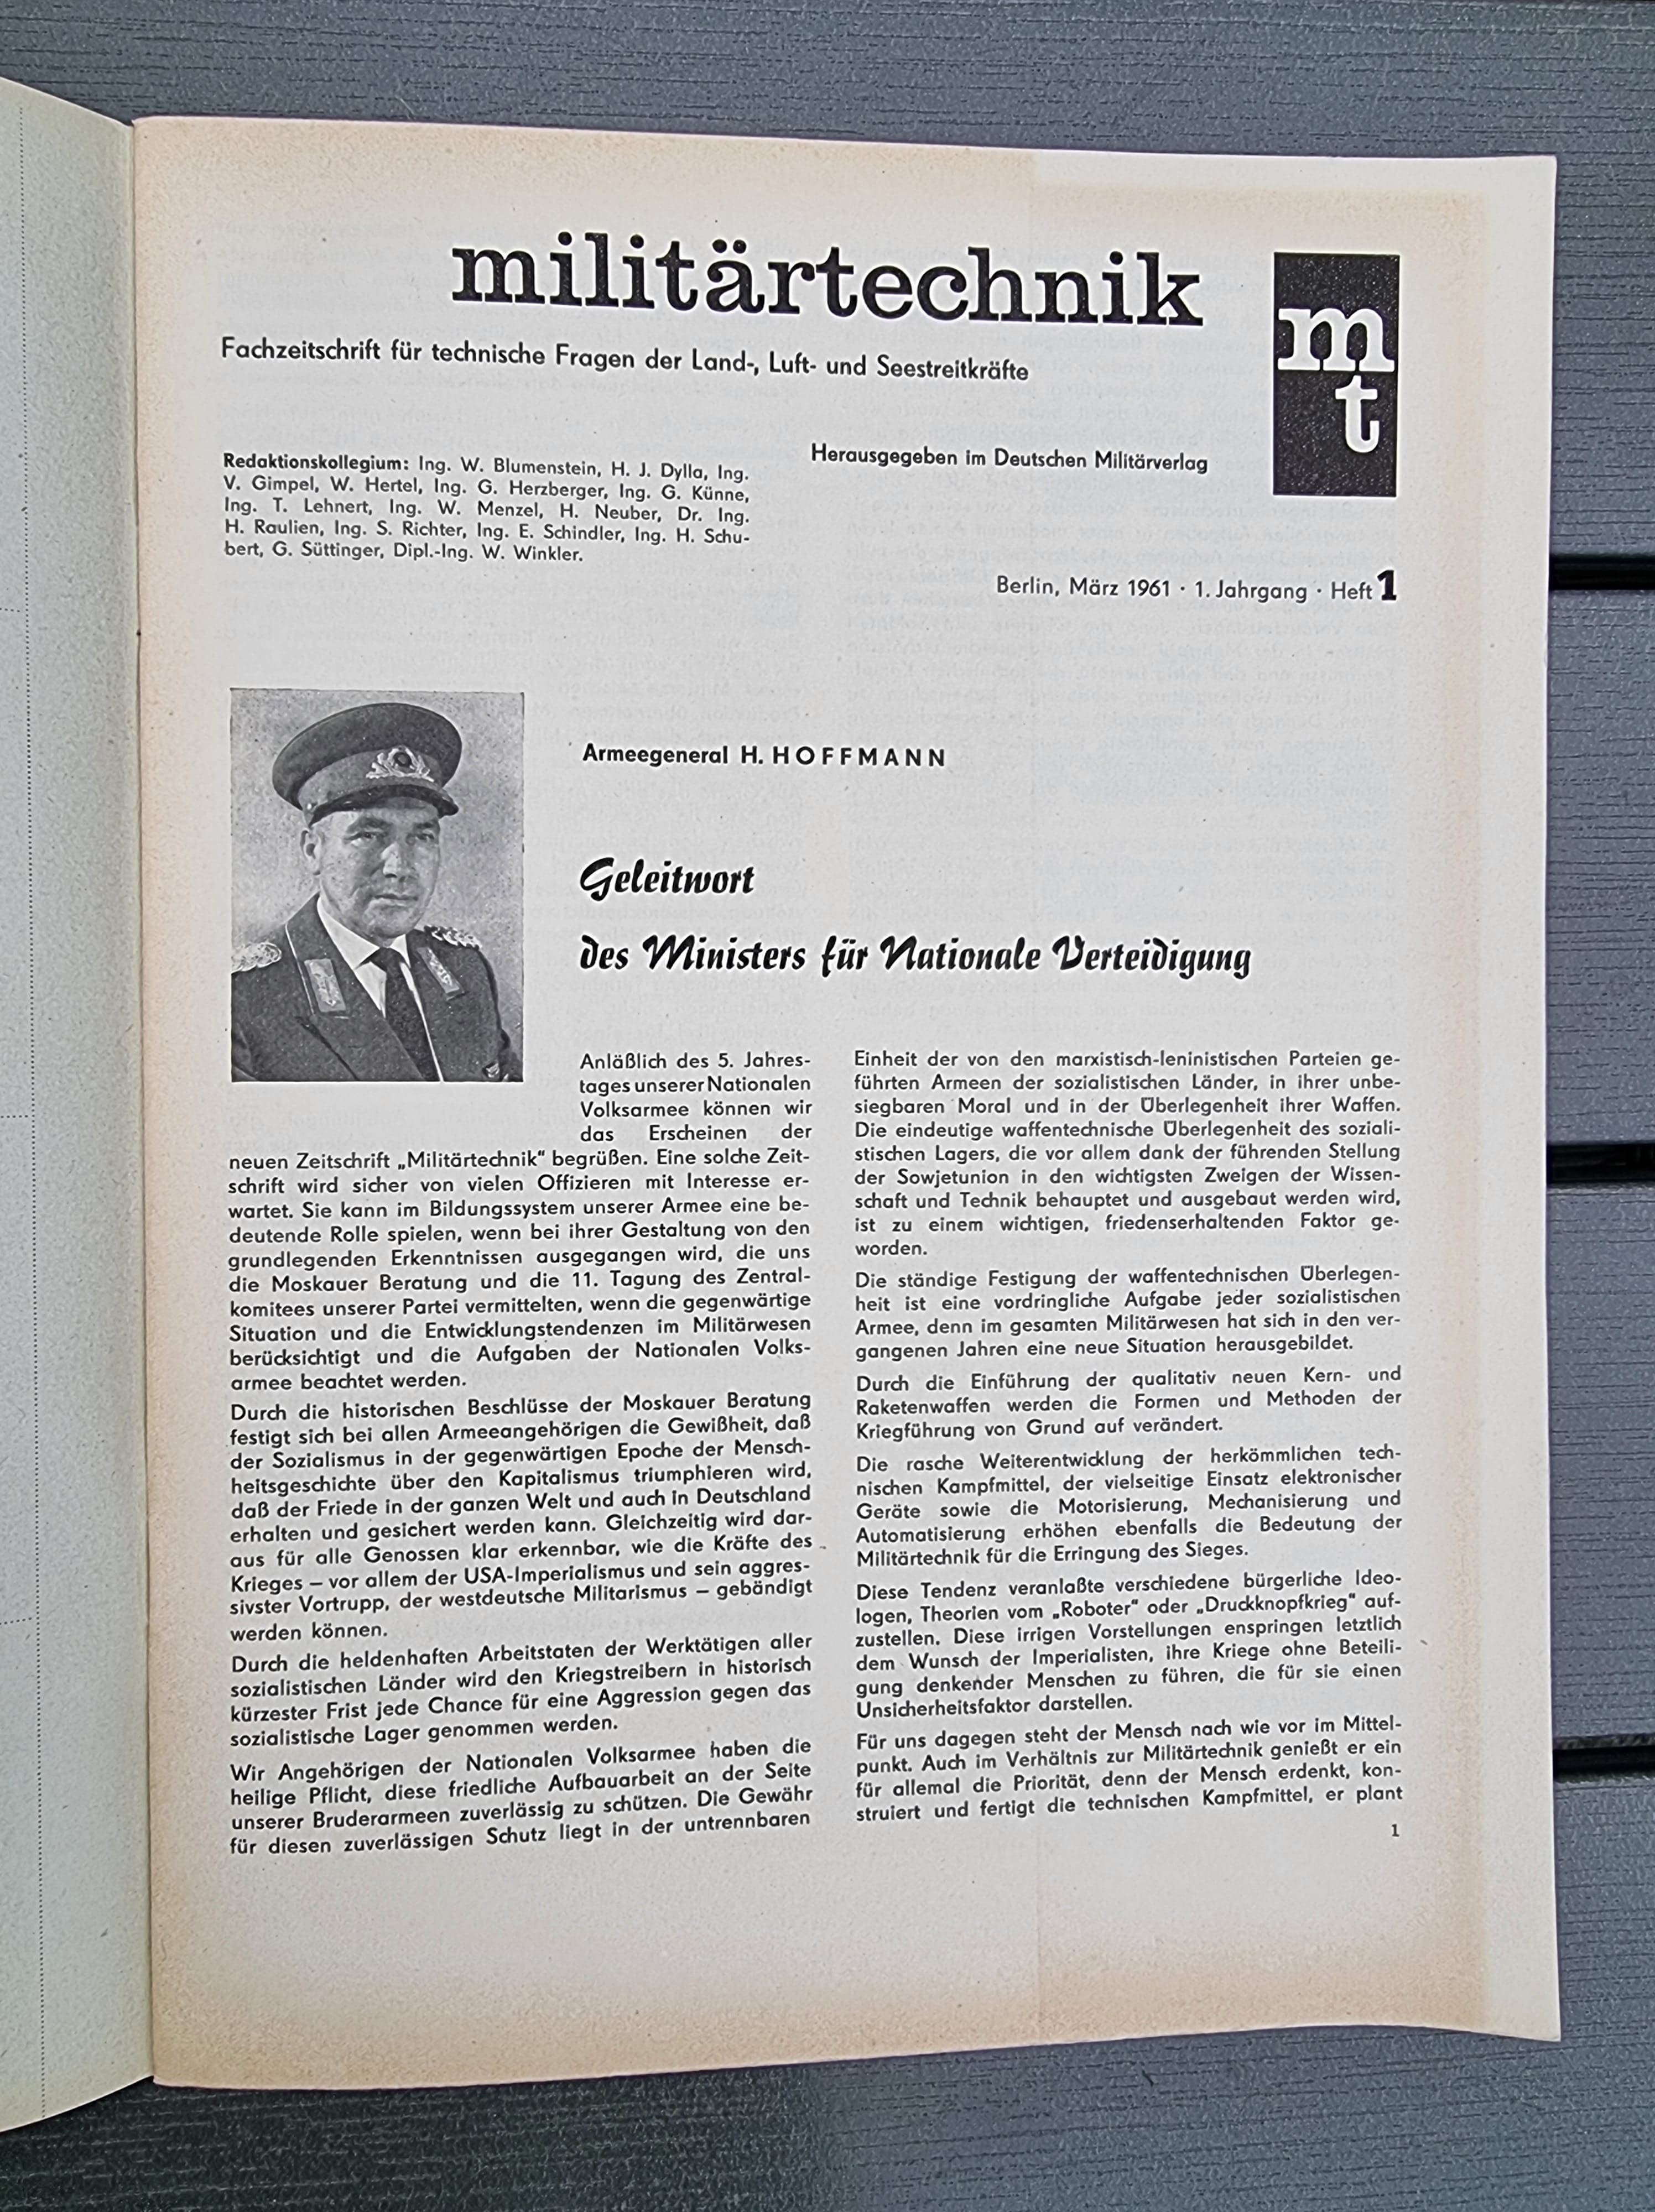 militärtechnik
Fachzeitschrift für technische Fragen der Land-, Luft- und Seestreitkräfte
m
t
Redaktionskollegium: Ing. W. Blumenstein, H. J. Dylla, Ing.
V. Gimpel, W. Hertel, Ing. G. Herzberger, Ing. G. Künne,
Ing. T. Lehnert, Ing. W. Menzel, H. Neuber, Dr. Ing.
H. Raulien, Ing. S. Richter, Ing. E. Schindler, Ing. H. Schu-
bert, G. Süttinger, Dipl.-Ing. W. Winkler.
Herausgegeben im Deutschen Militärverlag
Berlin, März 1961 · 1. Jahrgang · Heft 1
Armeegeneral H. HOFFMANN
Geleitwort
des Ministers für Nationale Verteidigung
Anläßlich des 5. Jahres-
tages unserer Nationalen
Volksarmee können wir
das Erscheinen der
neuen Zeitschrift „Militärtechnik“ begrüßen. Eine solche Zeit-
schrift wird sicher von vielen Offizieren mit Interesse er-
wartet. Sie kann im Bildungssystem unserer Armee eine be-
deutende Rolle spielen, wenn bei ihrer Gestaltung von den
grundlegenden Erkenntnissen ausgegangen wird, die uns
die Moskauer Beratung und die 11. Tagung des Zentral-
komitees unserer Partei vermittelten, wenn die gegenwärtige
Situation und die Entwicklungstendenzen im Militärwesen
berücksichtigt und die Aufgaben der Nationalen Volks-
armee beachtet werden.
Durch die historischen Beschlüsse der Moskauer Beratung
festigt sich bei allen Armeeangehörigen die Gewißheit, daß
der Sozialismus in der gegenwärtigen Epoche der Mensch-
heitsgeschichte über den Kapitalismus triumphieren wird,
daß der Friede in der ganzen Welt und auch in Deutschland
erhalten und gesichert werden kann. Gleichzeitig wird dar-
aus für alle Genossen klar erkennbar, wie die Kräfte des
Krieges – vor allem der USA-Imperialismus und sein aggres-
sivster Vortrupp, der westdeutsche Militarismus – gebändigt
werden können.
Durch die heldenhaften Arbeitstaten der Werktätigen aller
sozialistischen Länder wird den Kriegstreibern in historisch
kürzester Frist jede Chance für eine Aggression gegen das
sozialistische Lager genommen werden.
Wir Angehörigen der Nationalen Volksarmee haben die
heilige Pflicht, diese friedliche Aufbauarbeit an der Seite
unserer Bruderarmeen zuverlässig zu schützen. Die Gewähr
für diesen zuverlässigen Schutz liegt in der untrennbaren
Einheit der von den marxistisch-leninistischen Parteien ge-
führten Armeen der sozialistischen Länder, in ihrer unbe-
siegbaren Moral und in der Überlegenheit ihrer Waffen.
Die eindeutige waffentechnische Überlegenheit des soziali-
stischen Lagers, die vor allem dank der führenden Stellung
der Sowjetunion in den wichtigsten Zweigen der Wissen-
schaft und Technik behauptet und ausgebaut werden wird,
ist zu einem wichtigen, friedenserhaltenden Faktor ge-
worden.
Die ständige Festigung der waffentechnischen Überlegen-
heit ist eine vordringliche Aufgabe jeder sozialistischen
Armee, denn im gesamten Militärwesen hat sich in den ver-
gangenen Jahren eine neue Situation herausgebildet.
Durch die Einführung der qualitativ neuen Kern- und
Raketenwaffen werden die Formen und Methoden der
Kriegführung von Grund auf verändert.
Die rasche Weiterentwicklung der herkömmlichen tech-
nischen Kampfmittel, der vielseitige Einsatz elektronischer
Geräte sowie die Motorisierung, Mechanisierung und
Automatisierung erhöhen ebenfalls die Bedeutung der
Militärtechnik für die Erringung des Sieges.
Diese Tendenz veranlaßte verschiedene bürgerliche Ideo-
logen, Theorien vom „Roboter“ oder „Druckknopfkrieg“ auf-
zustellen. Diese irrigen Vorstellungen enspringen letztlich
dem Wunsch der Imperialisten, ihre Kriege ohne Beteili-
gung denkender Menschen zu führen, die für sie einen
Unsicherheitsfaktor darstellen.
Für uns dagegen steht der Mensch nach wie vor im Mittel-
punkt. Auch im Verhältnis zur Militärtechnik genießt er ein
für allemal die Priorität, denn der Mensch erdenkt, kon-
struiert und fertigt die technischen Kampfmittel, er plant
1